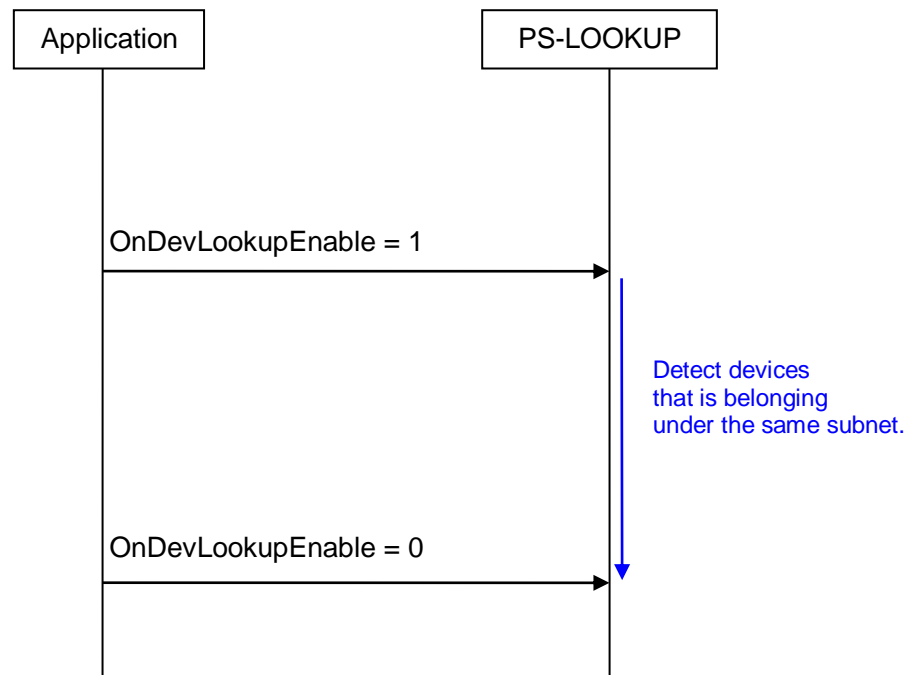 Application
PS-LOOKUP
OnDevLookupEnable = 1
Detect devices
that is belonging
under the same subnet.
OnDevLookupEnable = 0